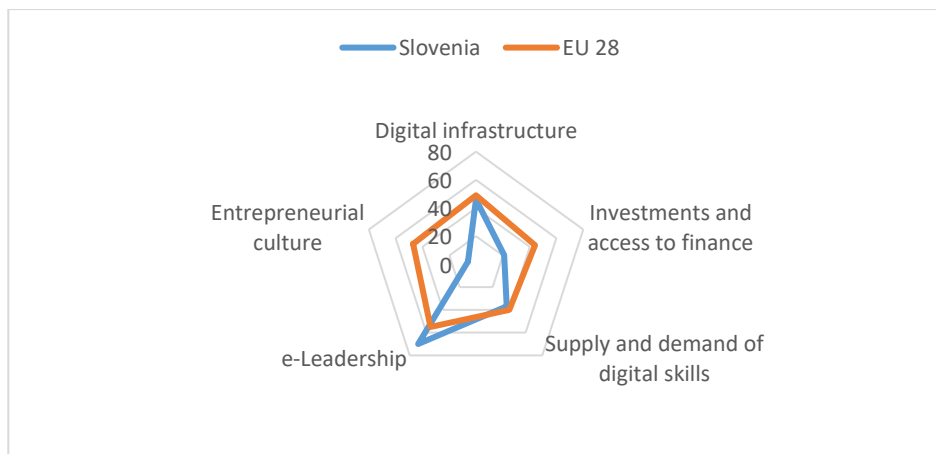 Slovenia
EU 28
Digital infrastructure
80
60
40
20
0
Entrepreneurial
culture
Investments and
access to finance
e-Leadership
Supply and demand of
digital skills